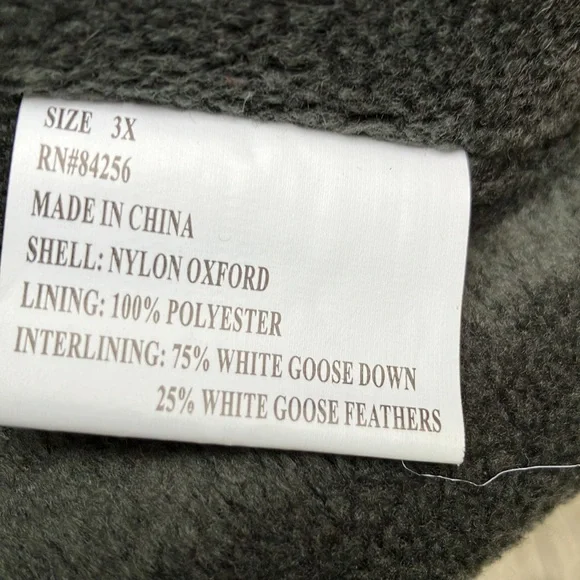 SIZE 3X
RN#84256
MADE IN CHINA
SHELL: NYLON OXFORD
LINING: 100% POLYESTER
INTERLINING: 75% WHITE GOOSE DOWN
25% WHITE GOOSE FEATHERS